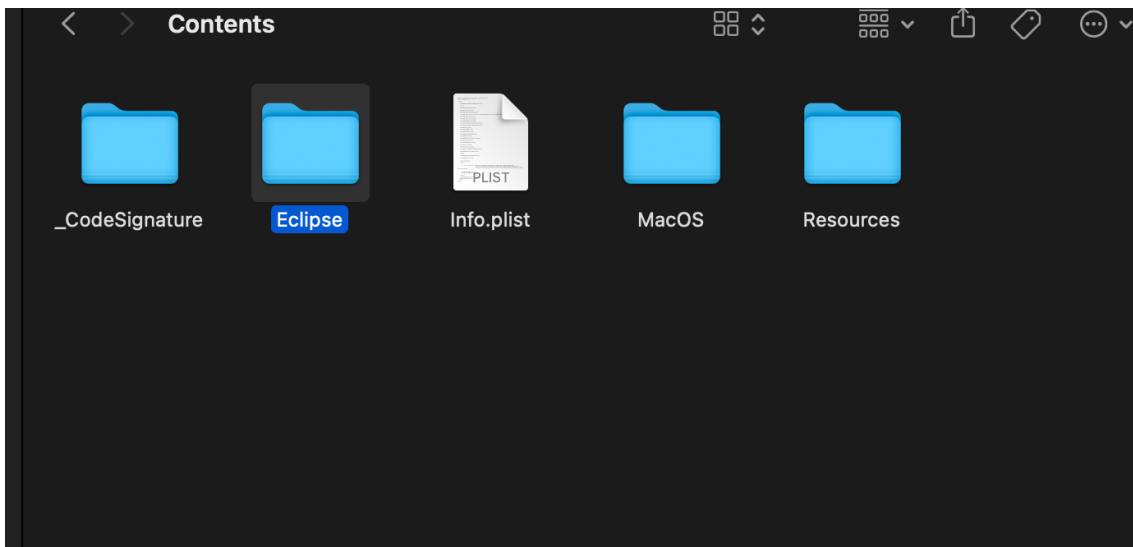 Contents
PLIST
_CodeSignature
Eclipse
Info.plist
MacOS
Resources